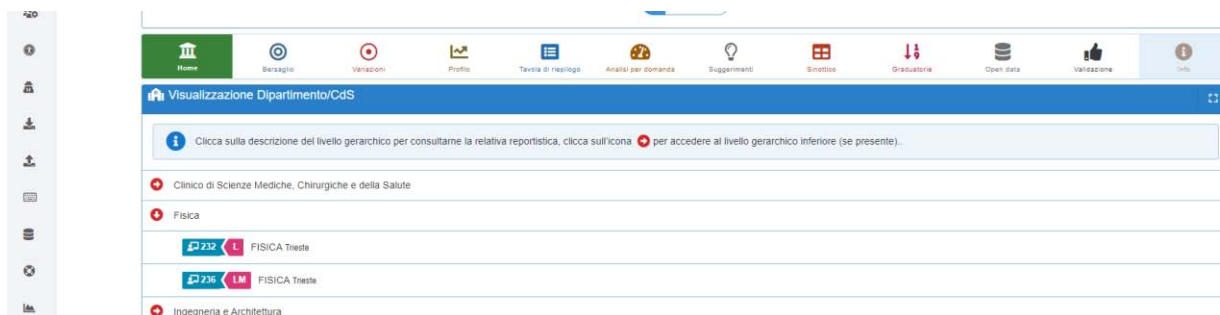 Home
Bersaglio
Variazioni
Profilo
Tavola di riepilogo
Analisi per domanda
Suggerimenti
Sinottico
Graduatorie
Open data
Validazione
Info
Visualizzazione Dipartimento/CdS
Clicca sulla descrizione del livello gerarchico per consultarne la relativa reportistica, clicca sull'icona per accedere al livello gerarchico inferiore (se presente)..
Clinico di Scienze Mediche, Chirurgiche e della Salute
Fisica
232 L FISICA Trieste
236 LM FISICA Trieste
Ingegneria e Architettura